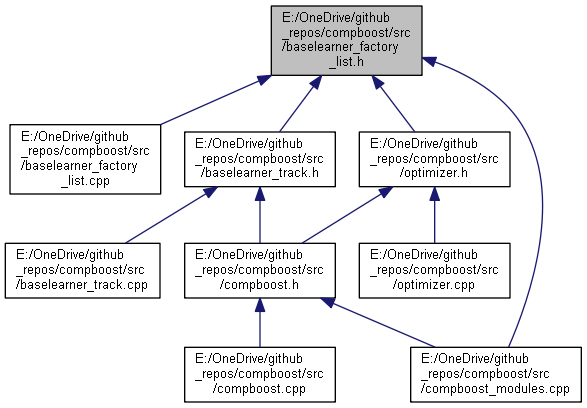 E:/OneDrive/github
_repos/compboost/src
/baselearner_factory
_list.h
E:/OneDrive/github
_repos/compboost/src
/baselearner_factory
_list.cpp
E:/OneDrive/github
_repos/compboost/src
/baselearner_track.h
E:/OneDrive/github
_repos/compboost/src
/optimizer.h
E:/OneDrive/github
_repos/compboost/src
/baselearner_track.cpp
E:/OneDrive/github
_repos/compboost/src
/compboost.h
E:/OneDrive/github
_repos/compboost/src
/optimizer.cpp
E:/OneDrive/github
_repos/compboost/src
/compboost.cpp
E:/OneDrive/github
_repos/compboost/src
/compboost_modules.cpp